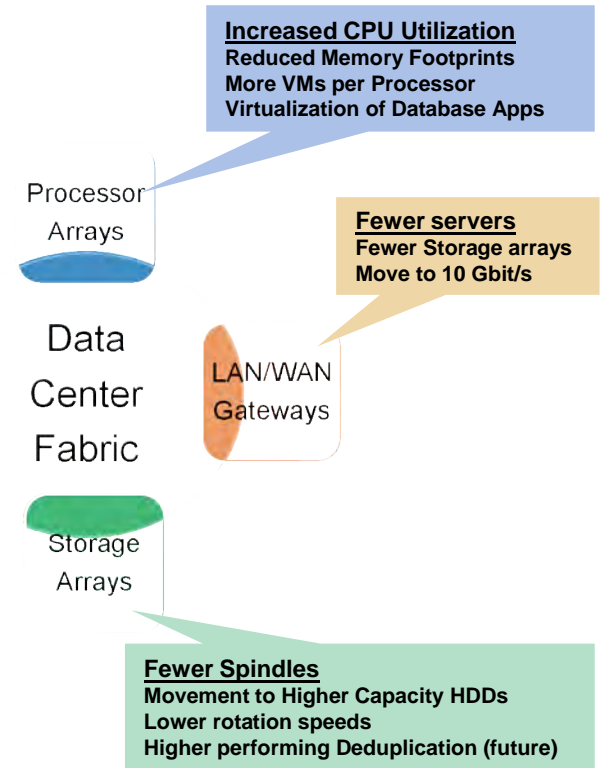 Increased CPU Utilization
Reduced Memory Footprints
More VMs per Processor
Virtualization of Database Apps
Processor
Arrays
Fewer servers
Fewer Storage arrays
Move to 10 Gbit/s
Data
Center
Fabric
LAN/WAN
Gateways
Storage
Arrays
Fewer Spindles
Movement to Higher Capacity HDDs
Lower rotation speeds
Higher performing Deduplication (future)